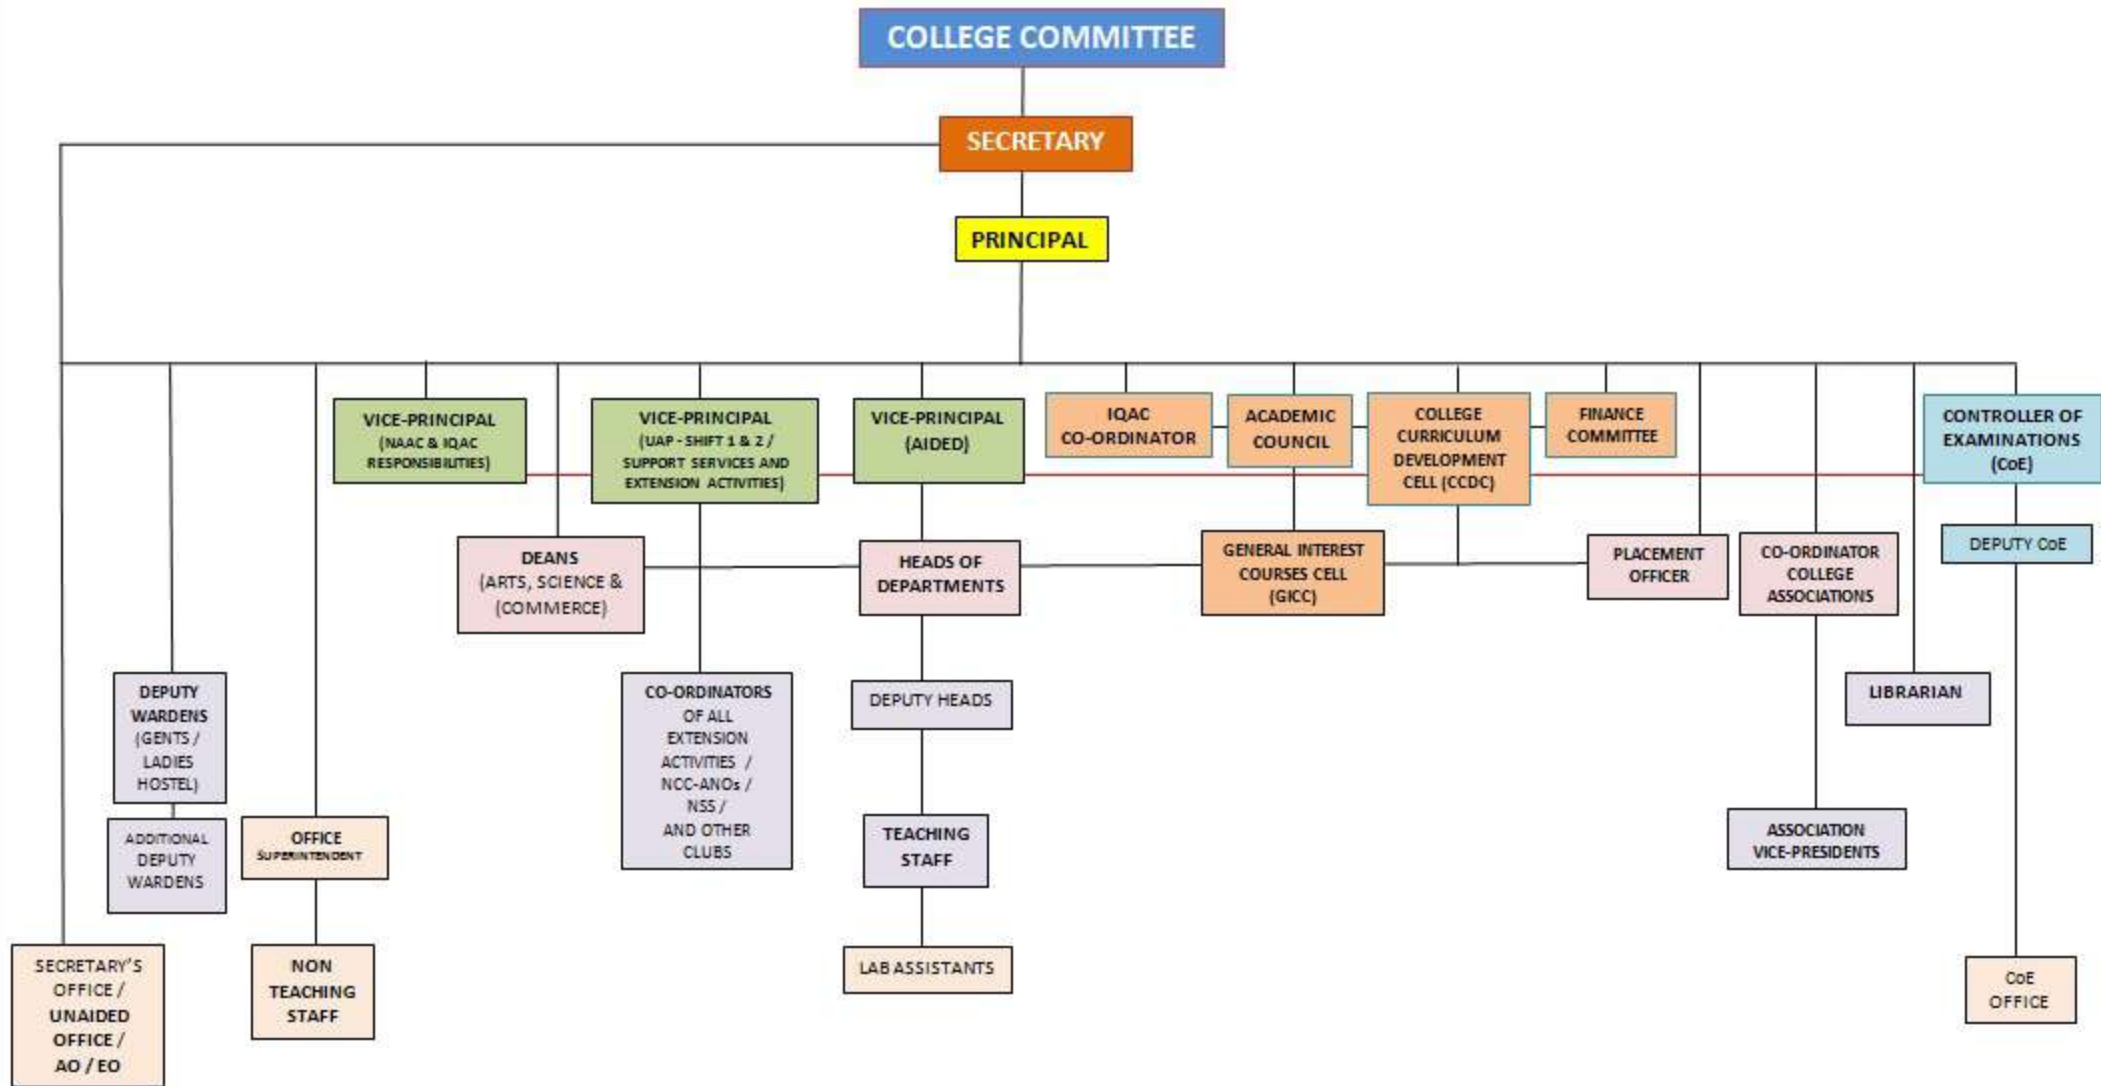 COLLEGE COMMITTEE
SECRETARY
PRINCIPAL
VICE-PRINCIPAL
(NAAC & IQAC
RESPONSIBILITIES)
VICE-PRINCIPAL
(UAP - SHIFT 1 & 2 /
SUPPORT SERVICES AND
EXTENSION ACTIVITIES)
VICE-PRINCIPAL
(AIDED)
IQAC
CO-ORDINATOR
ACADEMIC
COUNCIL
COLLEGE
CURRICULUM
DEVELOPMENT
CELL (CCDC)
FINANCE
COMMITTEE
CONTROLLER OF
EXAMINATIONS
(CoE)
DEANS
(ARTS, SCIENCE &
(COMMERCE)
HEADS OF
DEPARTMENTS
GENERAL INTEREST
COURSES CELL
(GICC)
PLACEMENT
OFFICER
CO-ORDINATOR
COLLEGE
ASSOCIATIONS
DEPUTY CoE
DEPUTY
WARDENS
(GENTS /
LADIES
HOSTEL)
CO-ORDINATORS
OF ALL
EXTENSION
ACTIVITIES /
NCC-ANOs /
NSS /
AND OTHER
CLUBS
DEPUTY HEADS
LIBRARIAN
ADDITIONAL
DEPUTY
WARDENS
OFFICE
SUPERINTENDENT
TEACHING
STAFF
ASSOCIATION
VICE-PRESIDENTS
SECRETARY'S
OFFICE /
UNAIDED
OFFICE /
AO / EO
NON
TEACHING
STAFF
LAB ASSISTANTS
CoE
OFFICE